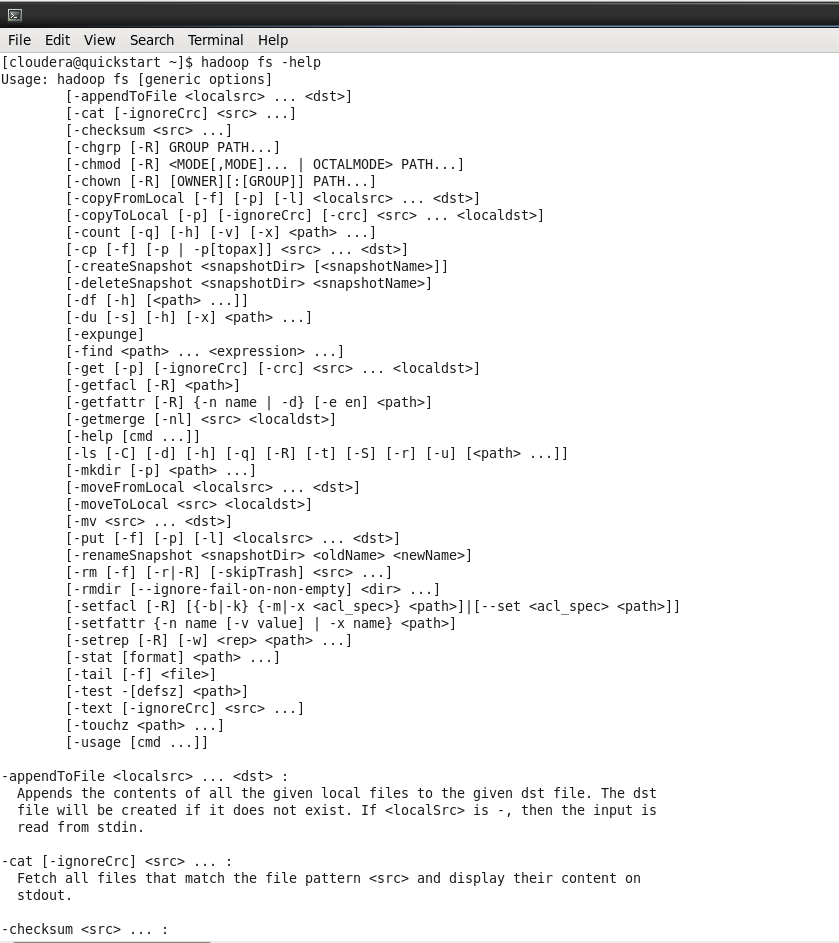 File Edit View Search Terminal Help
[cloudera@quickstart ~]$ hadoop fs -help
Usage: hadoop fs [generic options]
        [-appendToFile <localsrc> ... <dst>]
        [-cat [-ignoreCrc] <src> ...]
        [-checksum <src> ...]
        [-chgrp [-R] GROUP PATH...]
        [-chmod [-R] <MODE[,MODE]... | OCTALMODE> PATH...]
        [-chown [-R] [OWNER][:[GROUP]] PATH...]
        [-copyFromLocal [-f] [-p] [-l] <localsrc> ... <dst>]
        [-copyToLocal [-p] [-ignoreCrc] [-crc] <src> ... <localdst>]
        [-count [-q] [-h] [-v] [-x] <path> ...]
        [-cp [-f] [-p | -p[topax]] <src> ... <dst>]
        [-createSnapshot <snapshotDir> [<snapshotName>]]
        [-deleteSnapshot <snapshotDir> <snapshotName>]
        [-df [-h] [<path> ...]]
        [-du [-s] [-h] [-x] <path> ...]
        [-expunge]
        [-find <path> ... <expression> ...]
        [-get [-p] [-ignoreCrc] [-crc] <src> ... <localdst>]
        [-getfacl [-R] <path>]
        [-getfattr [-R] {-n name | -d} [-e en] <path>]
        [-getmerge [-nl] <src> <localdst>]
        [-help [cmd ...]]
        [-ls [-C] [-d] [-h] [-q] [-R] [-t] [-S] [-r] [-u] [<path> ...]]
        [-mkdir [-p] <path> ...]
        [-moveFromLocal <localsrc> ... <dst>]
        [-moveToLocal <src> <localdst>]
        [-mv <src> ... <dst>]
        [-put [-f] [-p] [-l] <localsrc> ... <dst>]
        [-renameSnapshot <snapshotDir> <oldName> <newName>]
        [-rm [-f] [-r|-R] [-skipTrash] <src> ...]
        [-rmdir [--ignore-fail-on-non-empty] <dir> ...]
        [-setfacl [-R] [{-b|-k} {-m|-x <acl_spec>} <path>]|[--set <acl_spec> <path>]]
        [-setfattr {-n name [-v value] | -x name} <path>]
        [-setrep [-R] [-w] <rep> <path> ...]
        [-stat [format] <path> ...]
        [-tail [-f] <file>]
        [-test -[defsz] <path>]
        [-text [-ignoreCrc] <src> ...]
        [-touchz <path> ...]
        [-usage [cmd ...]]
-appendToFile <localsrc> ... <dst> :
  Appends the contents of all the given local files to the given dst file. The dst
  file will be created if it does not exist. If <localSrc> is -, then the input is
  read from stdin.
-cat [-ignoreCrc] <src> ... :
  Fetch all files that match the file pattern <src> and display their content on
  stdout.
-checksum <src> ... :